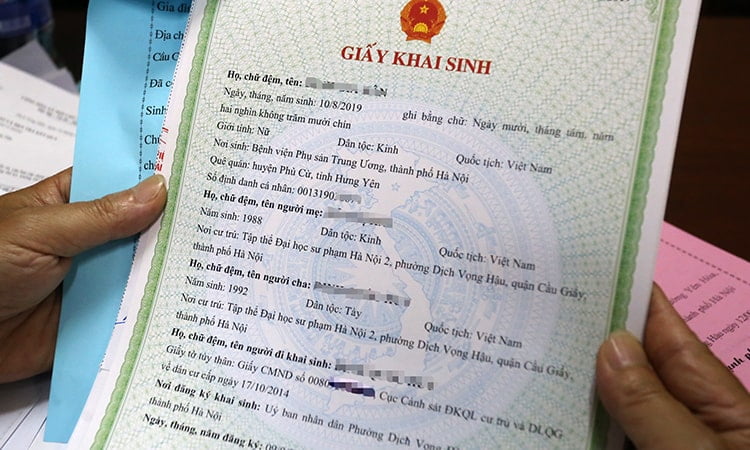 Gia đì
Địa ch
Cầu C
Đã c
Sinh
Chứ
chá
GIẤY KHAI SINH
Họ, chữ đệm, tên:
Ngày, tháng, năm sinh: 10/8/2019 ghi bằng chữ: Ngày mười, tháng tám, năm
hai nghìn không trăm mười chín
Giới tính: Nữ Dân tộc: Kinh Quốc tịch: Việt Nam
Nơi sinh: Bệnh viện Phụ sản Trung Ương, thành phố Hà Nội
Quê quán: huyện Phù Cừ, tỉnh Hưng Yên
Số định danh cá nhân: 0013190
Họ, chữ đệm, tên người mẹ:
Năm sinh: 1988 Dân tộc: Kinh Quốc tịch: Việt Nam
Nơi cư trú: Tập thể Đại học sư phạm Hà Nội 2, phường Dịch Vọng Hậu, quận Cầu Giấy,
thành phố Hà Nội
Họ, chữ đệm, tên người cha:
Năm sinh: 1992 Dân tộc: Tày Quốc tịch: Việt Nam
Nơi cư trú: Tập thể Đại học sư phạm Hà Nội 2, phường Dịch Vọng Hậu, quận Cầu Giấy,
thành phố Hà Nội
Họ, chữ đệm, tên người đi khai sinh:
Giấy tờ tùy thân: Giấy CMND số 0080 Cục Cảnh sát ĐKQL cư trú và DLQG
về dân cư cấp ngày 17/10/2014
Nơi đăng ký khai sinh: Uỷ ban nhân dân Phường Dịch Vọng
thành phố Hà Nội
Ngày, tháng, năm đăng ký: